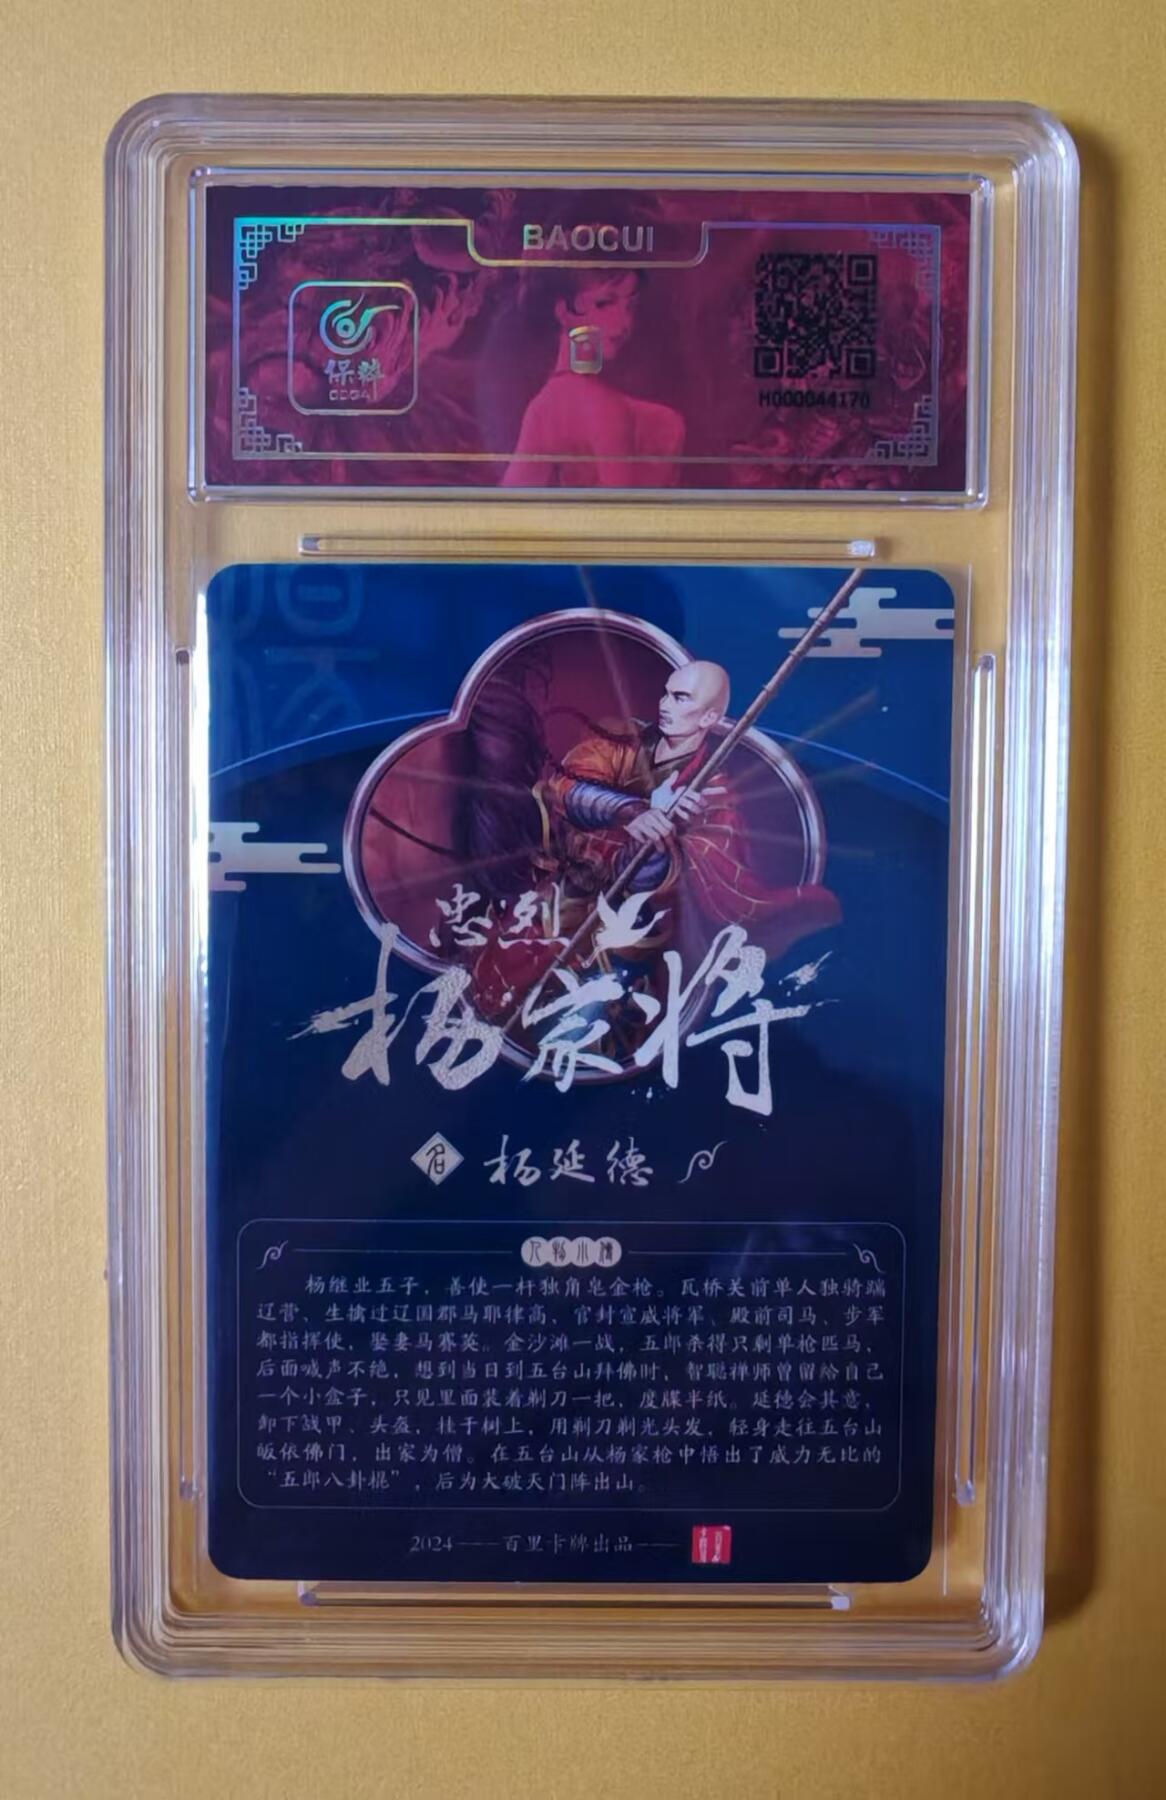 BAOCUI
保粹
H000044170
忠烈
杨家将
名 杨延德
人物小传
杨继业五子，善使一杆独角皂金枪。瓦桥关前单人独骑踹
辽营、生擒过辽国郡马耶律高，官封宣威将军、殿前司马、步军
都指挥使，娶妻马赛英。金沙滩一战，五郎杀得只剩单枪匹马，
后面喊声不绝，想到当日到五台山拜佛时，智聪禅师曾留给自己
一个小盒子，只见里面装着剃刀一把，度牒半纸。延德会其意，
卸下战甲、头盔，挂于树上，用剃刀剃光头发，轻身走往五台山
皈依佛门，出家为僧。在五台山从杨家枪中悟出了威力无比的
“五郎八卦棍”，后为大破天门阵出山。
2024——百里卡牌出品——